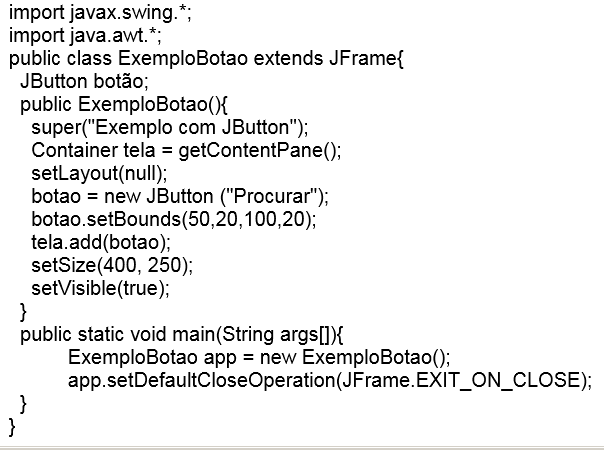 import javax.swing.*;
import java.awt.*;
public class ExemploBotao extends JFrame{
JButton botão;
public ExemploBotao(){
super("Exemplo com JButton");
Container tela = getContentPane();
setLayout(null);
botao = new JButton ("Procurar");
botao.setBounds(50,20,100,20);
tela.add(botao);
setSize(400, 250);
setVisible(true);
}
public static void main(String args[]){
ExemploBotao app = new ExemploBotao();
app.setDefaultCloseOperation(JFrame.EXIT_ON_CLOSE);
}
}